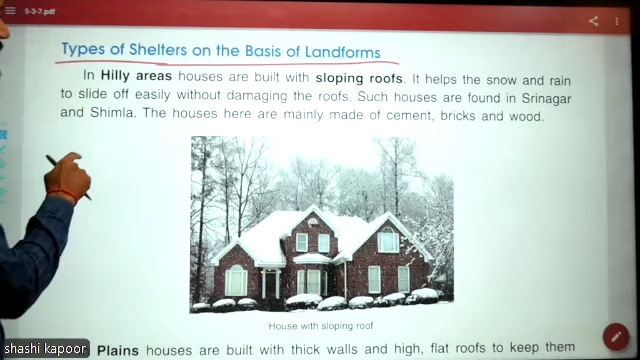 5-3-7.pdf
Types of Shelters on the Basis of Landforms
In Hilly areas houses are built with sloping roofs. It helps the snow and rain
to slide off easily without damaging the roofs. Such houses are found in Srinagar
and Shimla. The houses here are mainly made of cement, bricks and wood.
House with sloping roof
Plains houses are built with thick walls and high, flat roofs to keep them
shashi kapoor